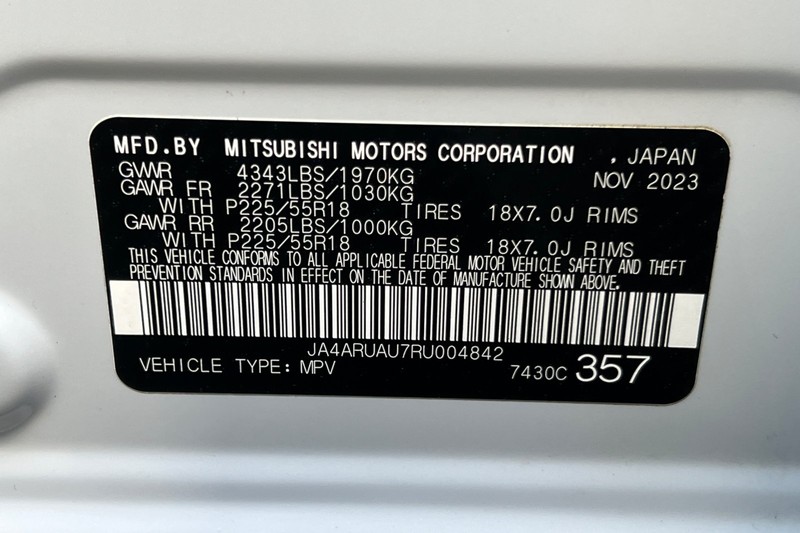 MFD.BY MITSUBISHI MOTORS CORPORATION , JAPAN
GVWR 4343LBS/1970KG NOV 2023
GAWR FR 2271LBS/1030KG
WITH P225/55R18 TIRES 18X7.0J RIMS
GAWR RR 2205LBS/1000KG
WITH P225/55R18 TIRES 18X7.0J RIMS
THIS VEHICLE CONFORMS TO ALL APPLICABLE FEDERAL MOTOR VEHICLE SAFETY AND THEFT
PREVENTION STANDARDS IN EFFECT ON THE DATE OF MANUFACTURE SHOWN ABOVE.
JA4ARUAU7RU004842
VEHICLE TYPE: MPV 7430C 357